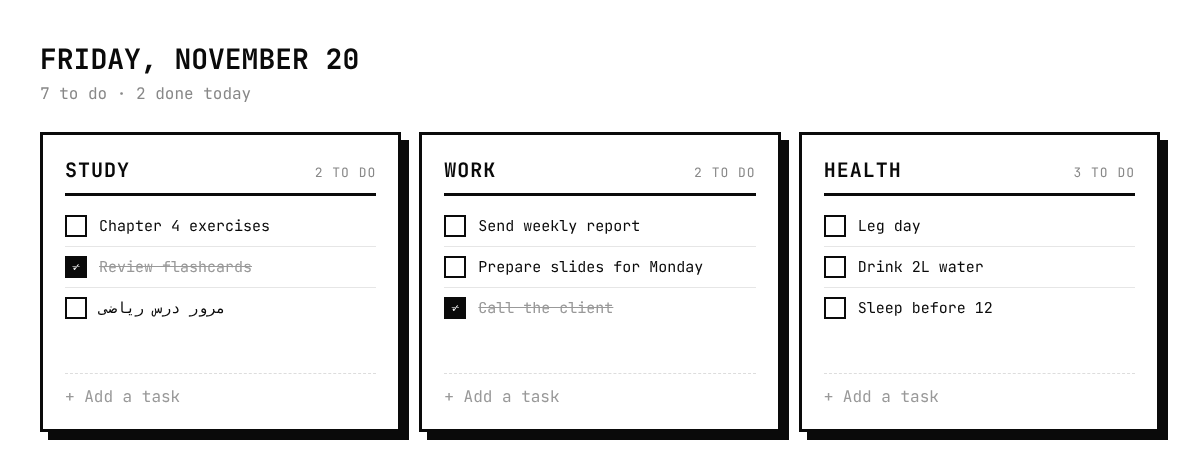 FRIDAY, NOVEMBER 20
7 to do · 2 done today
STUDY
2 TO DO
Chapter 4 exercises
Review flashcards
مرور درس ریاضی
+ Add a task
WORK
2 TO DO
Send weekly report
Prepare slides for Monday
Call the client
+ Add a task
HEALTH
3 TO DO
Leg day
Drink 2L water
Sleep before 12
+ Add a task